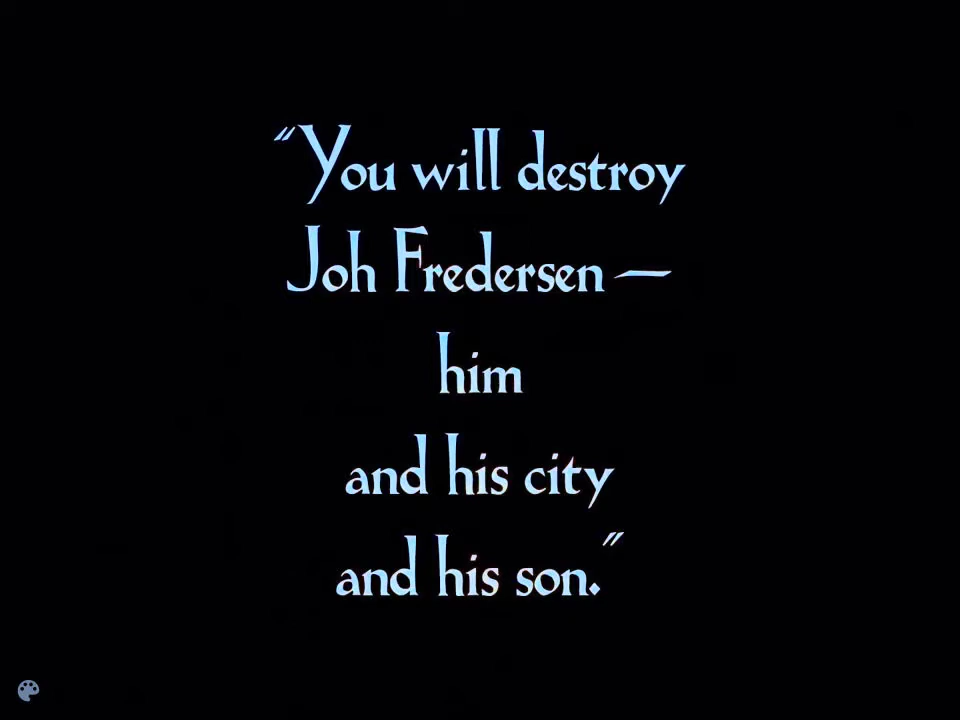 “You will destroy
Joh Fredersen —
him
and his city
and his son.”